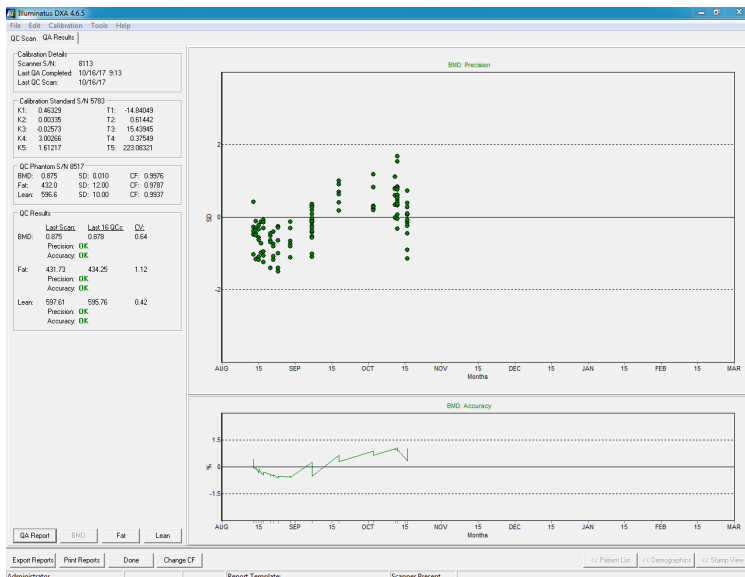 Illuminatus DXA 4.6.5
File Edit Calibration Tools Help
QC Scan QA Results
Calibration Details
Scanner S/N: 8113
Last QA Completed: 10/16/17 9:13
Last QC Scan: 10/16/17
Calibration Standard S/N 5783
K1: 0.46329 T1: -14.84049
K2: 0.00335 T2: 0.61442
K3: -0.02573 T3: 15.43945
K4: 3.00266 T4: 0.37549
K5: 1.61217 T5: 223.08321
QC Phantom S/N 8517
BMD: 0.875 SD: 0.010 CF: 0.9976
Fat: 432.0 SD: 12.00 CF: 0.9787
Lean: 596.6 SD: 10.00 CF: 0.9937
QC Results
Last Scan: Last 16 QCs: CV:
BMD: 0.875 0.878 0.64
Precision: OK
Accuracy: OK
Fat: 431.73 434.25 1.12
Precision: OK
Accuracy: OK
Lean: 597.61 595.76 0.42
Precision: OK
Accuracy: OK
BMD: Precision
SD
2
0
-2
AUG 15 SEP 15 OCT 15 NOV 15 DEC 15 JAN 15 FEB 15 MAR
Months
BMD: Accuracy
%
1.5
0
-1.5
AUG 15 SEP 15 OCT 15 NOV 15 DEC 15 JAN 15 FEB 15 MAR
Months
QA Report BMD Fat Lean
Export Reports Print Reports Done Change CF << Patient List << Demographics << Stamp View
Administrator Report Template: Scanner Present